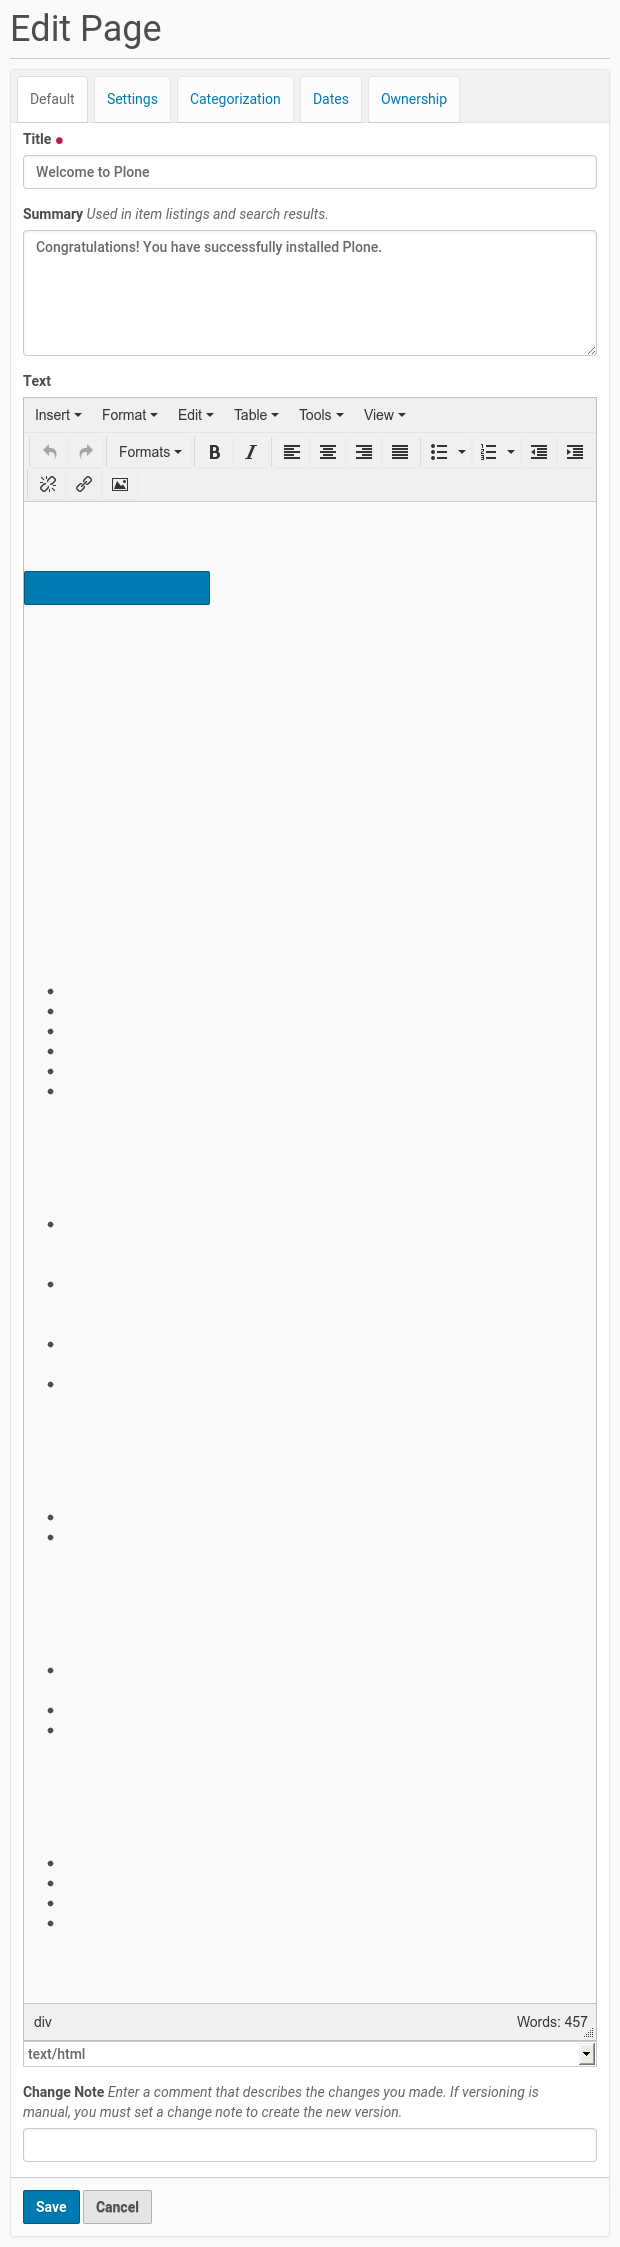 Edit Page
Default Settings Categorization Dates Ownership
Title
Welcome to Plone
Summary Used in item listings and search results.
Congratulations! You have successfully installed Plone.
Text
Insert Format Edit Table Tools View
Formats B I
div Words: 457
text/html
Change Note Enter a comment that describes the changes you made. If versioning is
manual, you must set a change note to create the new version.
Save Cancel